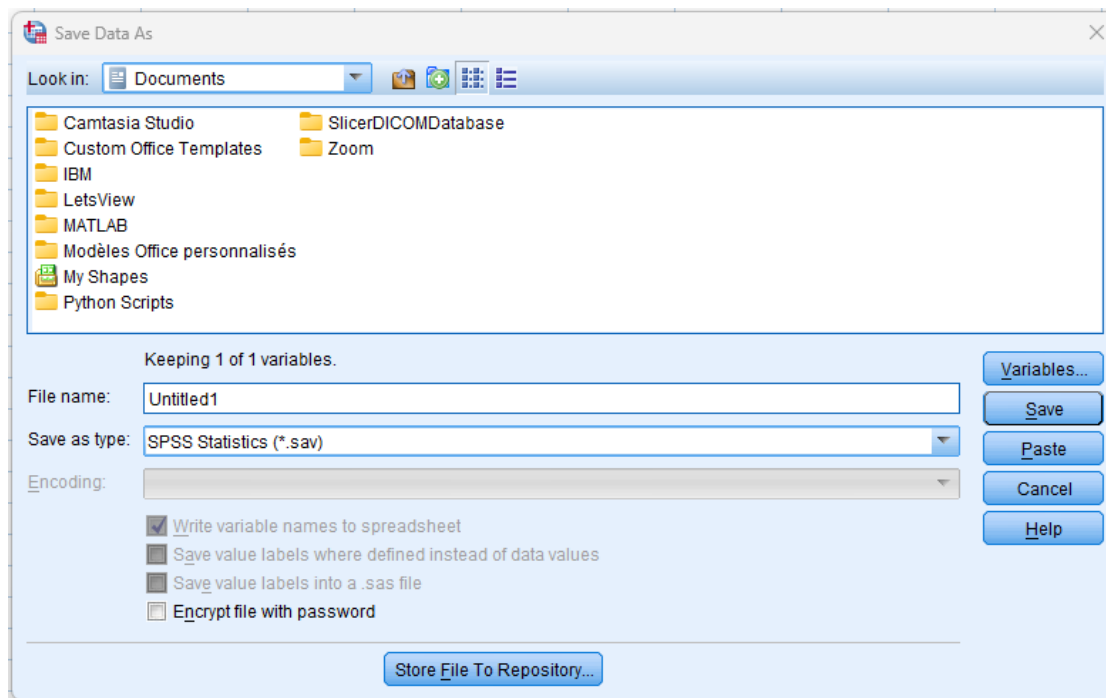 Save Data As
Look in: Documents
Camtasia Studio
Custom Office Templates
IBM
LetsView
MATLAB
Modèles Office personnalisés
My Shapes
Python Scripts
SlicerDICOMDatabase
Zoom
Keeping 1 of 1 variables.
Variables...
File name: Untitled1
Save
Save as type: SPSS Statistics (*.sav)
Paste
Encoding:
Cancel
Write variable names to spreadsheet
Help
Save value labels where defined instead of data values
Save value labels into a .sas file
Encrypt file with password
Store File To Repository...